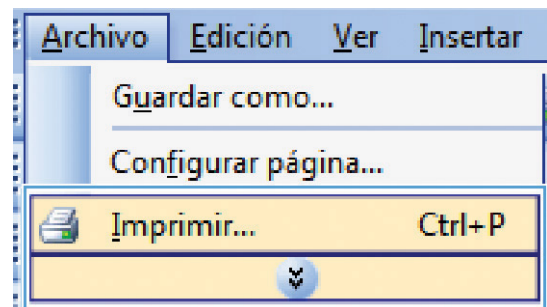 Archivo Edición Ver Insertar
Guardar como...
Configurar página...
Imprimir... Ctrl+P